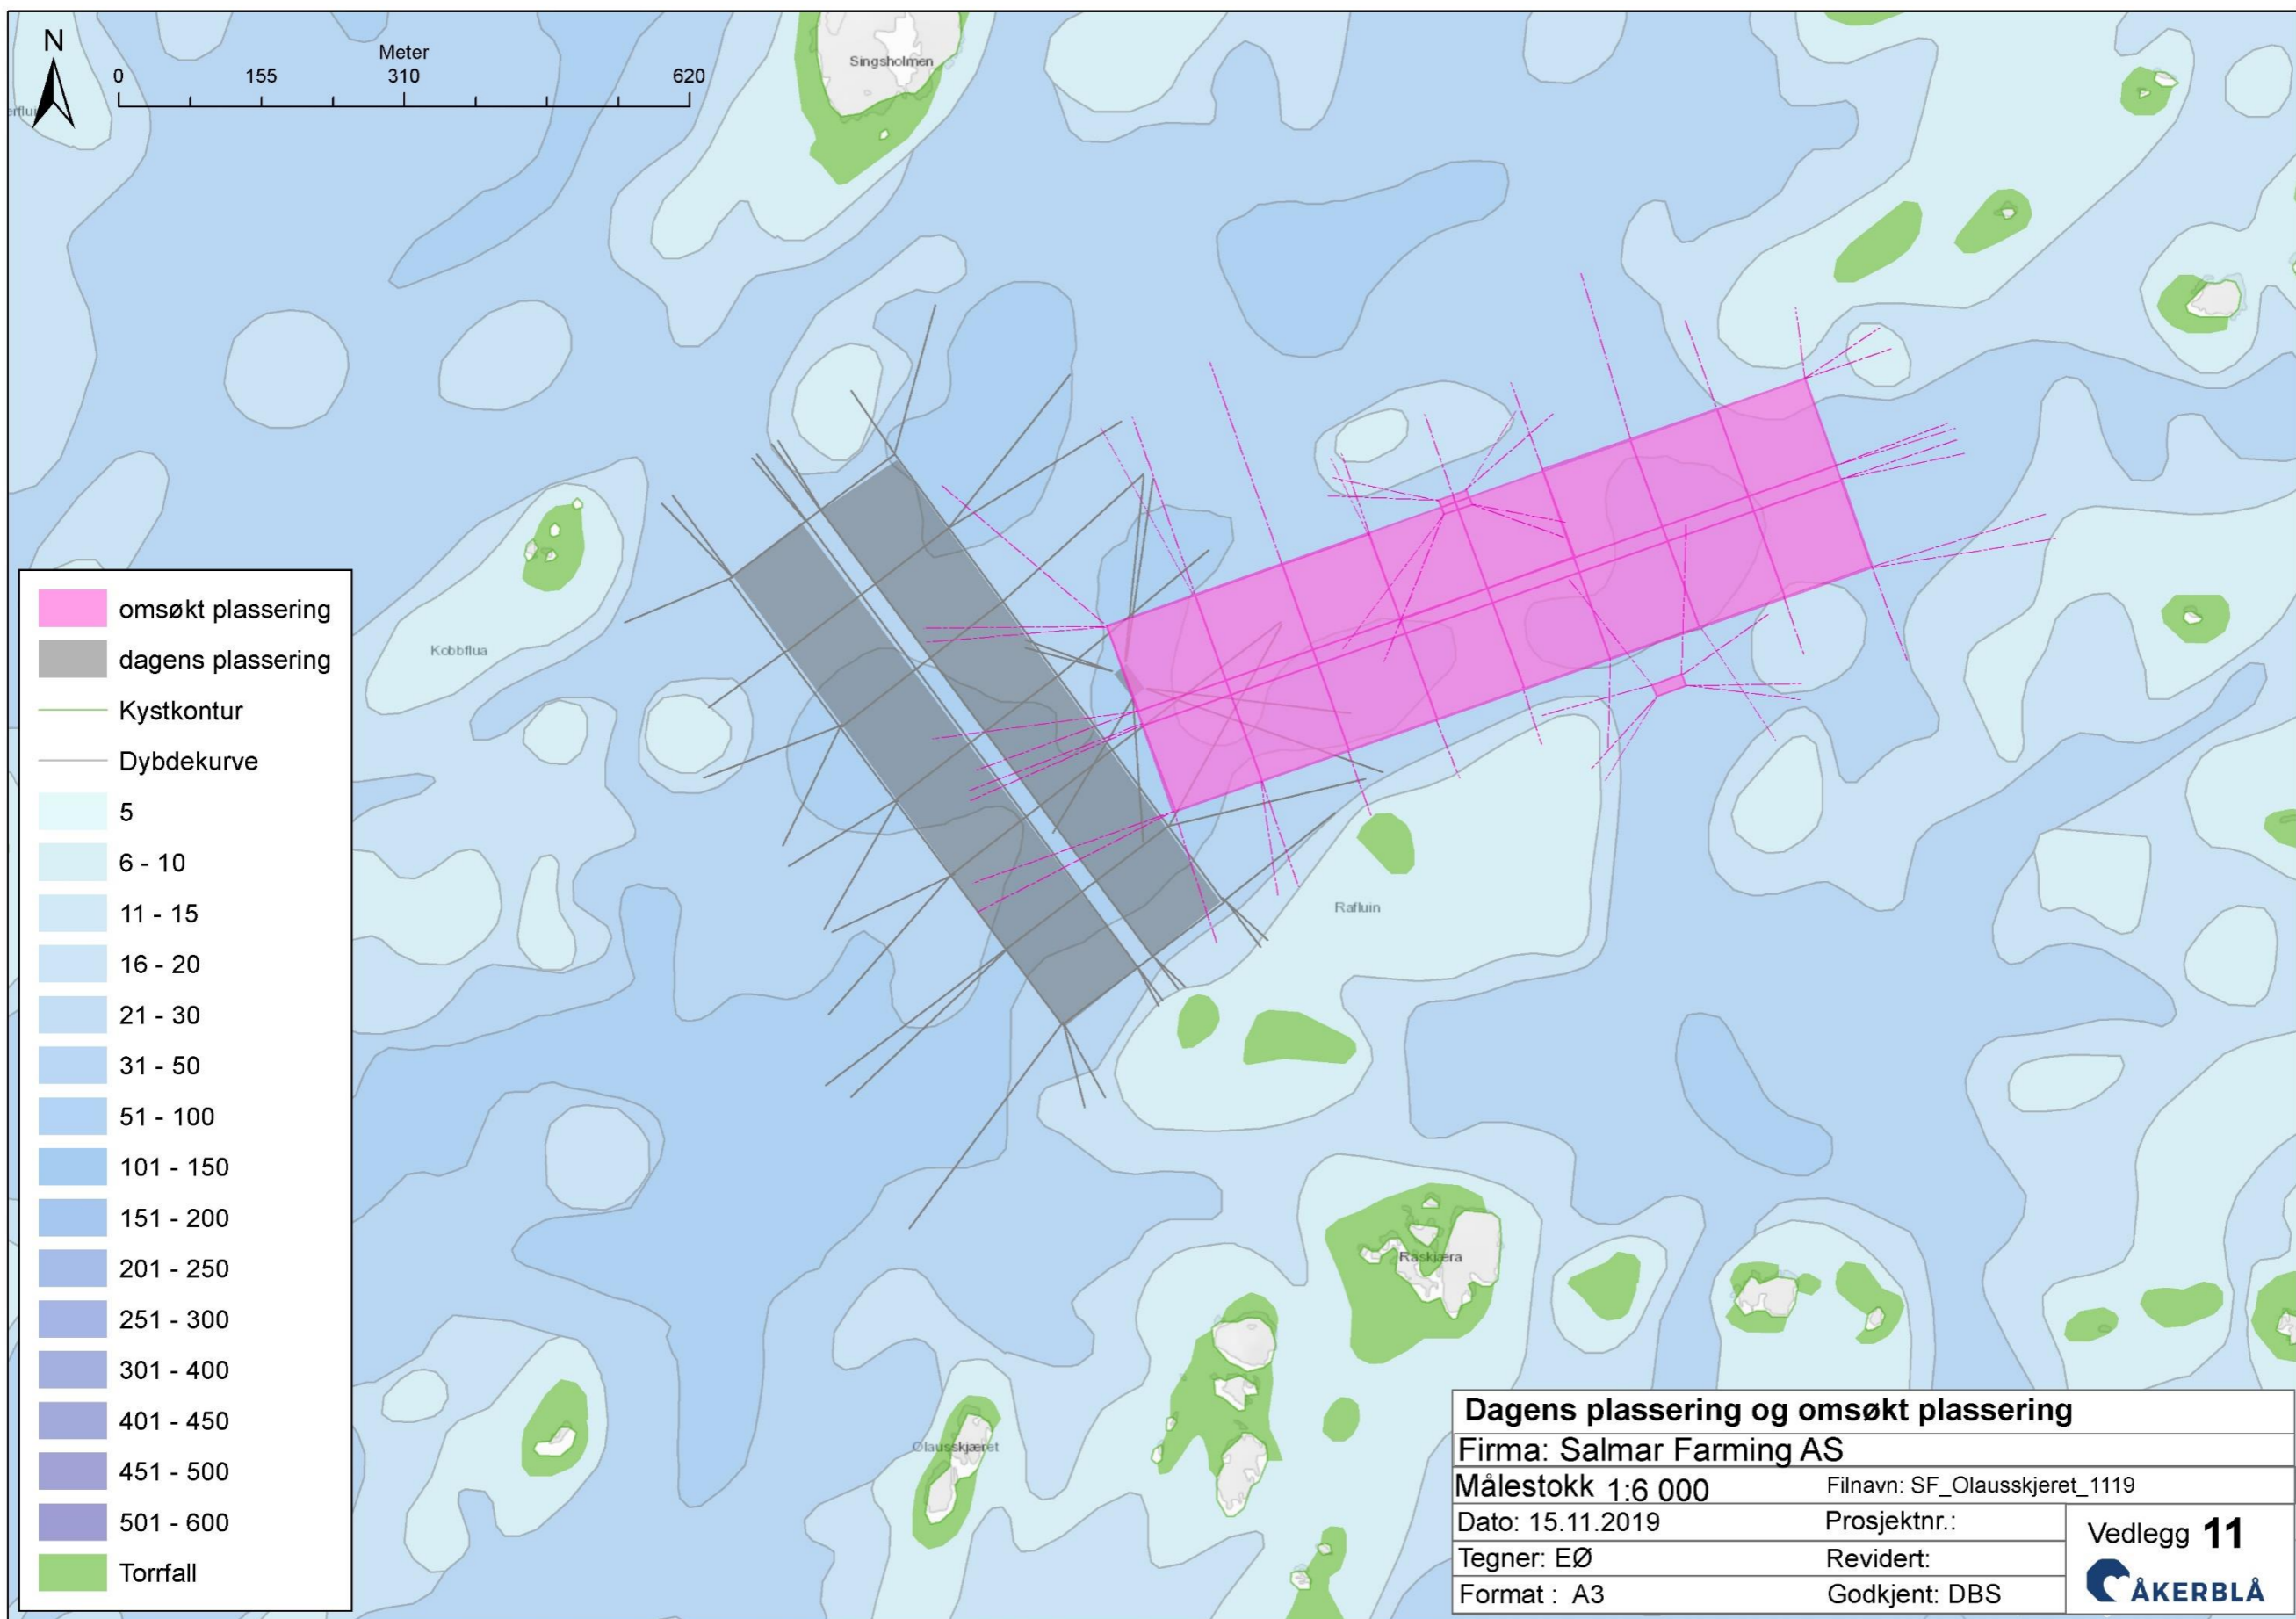 N
Meter
0 155 310 620
Singsholmen
Kobbflua
Rafluin
Råskjæra
Olausskjæret
omsøkt plassering
dagens plassering
Kystkontur
Dybdekurve
5
6 - 10
11 - 15
16 - 20
21 - 30
31 - 50
51 - 100
101 - 150
151 - 200
201 - 250
251 - 300
301 - 400
401 - 450
451 - 500
501 - 600
Torrfall
Dagens plassering og omsøkt plassering
Firma: Salmar Farming AS
Målestokk 1:6 000 Filnavn: SF_Olausskjeret_1119
Dato: 15.11.2019 Prosjektnr.:
Tegner: EØ Revidert:
Format : A3 Godkjent: DBS
Vedlegg 11
ÅKERBLÅ